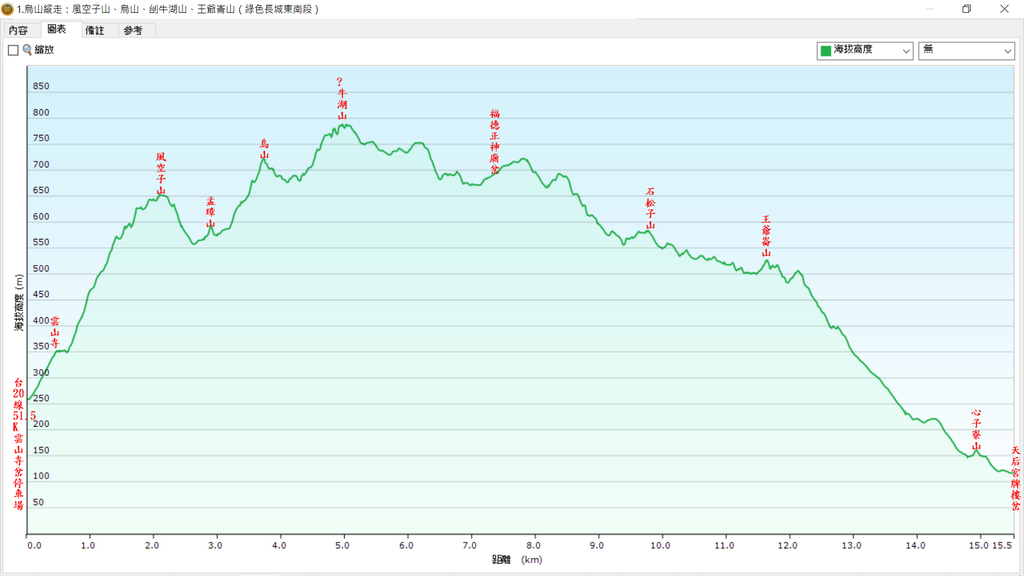 1.烏山縱走：風空子山、烏山、刣牛湖山、王爺崙山（綠色長城東南段）
內容 圖表 備註 參考
縮放
海拔高度 無
850
800
750
700
650
600
550
500
450
400
350
300
250
200
150
100
50
海拔高度 (m)
台20線51.5K雲山寺岔停車場
雲山寺
風空子山
孟璋山
烏山
?牛湖山
福德正神廟岔
石松子山
王爺崙山
心子寮山
天后宮牌樓岔
0.0 1.0 2.0 3.0 4.0 5.0 6.0 7.0 8.0 9.0 10.0 11.0 12.0 13.0 14.0 15.0 15.5
距離 (km)